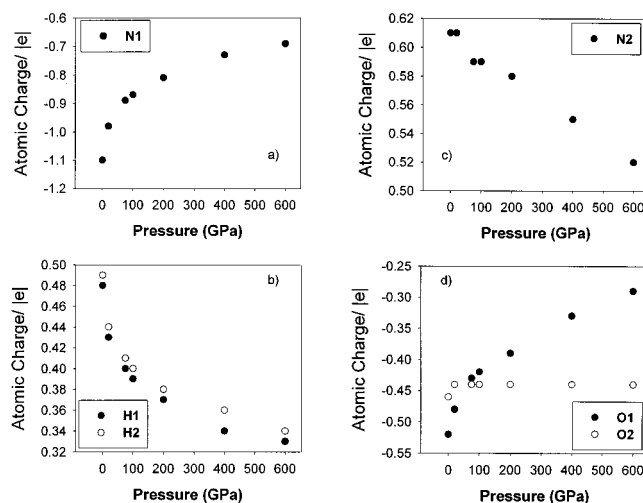 Atomic Charge/ |e|
-0.6
-0.7
-0.8
-0.9
-1.0
-1.1
-1.2
N1
a)
0 100 200 300 400 500 600
Pressure (GPa)
Atomic Charge/ |e|
0.62
0.60
0.58
0.56
0.54
0.52
0.50
N2
c)
0 100 200 300 400 500 600
Pressure (GPa)
Atomic Charge/ |e|
0.50
0.48
0.46
0.44
0.42
0.40
0.38
0.36
0.34
0.32
b)
H1
H2
0 100 200 300 400 500 600
Pressure (GPa)
Atomic Charge/ |e|
-0.25
-0.30
-0.35
-0.40
-0.45
-0.50
-0.55
d)
O1
O2
0 100 200 300 400 500 600
Pressure (GPa)